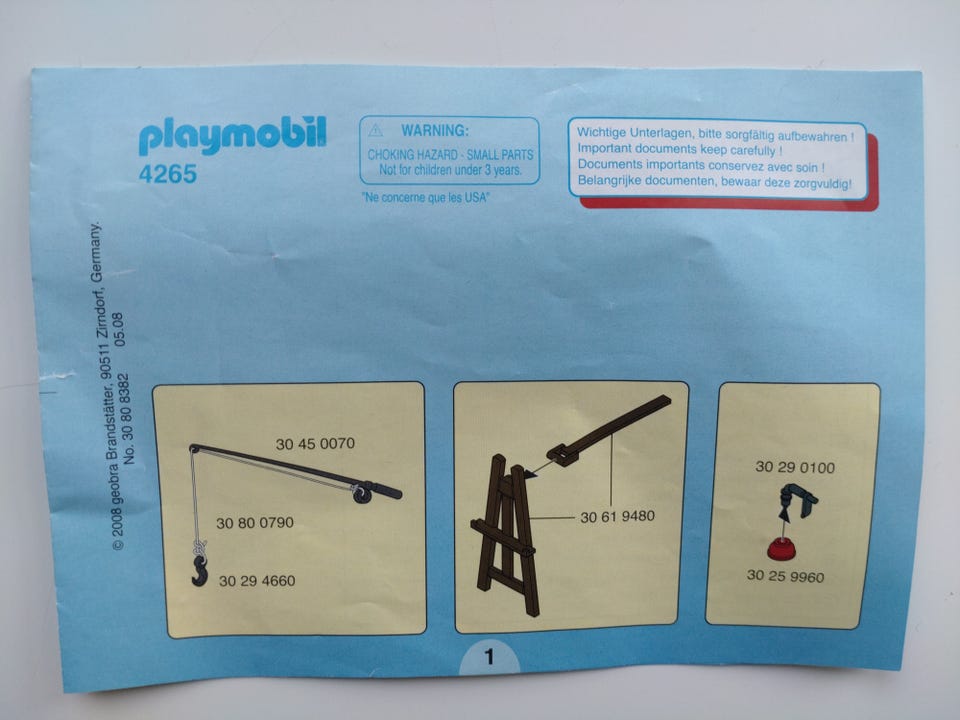 playmobil
4265
WARNING:
CHOKING HAZARD - SMALL PARTS
Not for children under 3 years.
"Ne concerne que les USA"
Wichtige Unterlagen, bitte sorgfältig aufbewahren !
Important documents keep carefully !
Documents importants conservez avec soin !
Belangrijke documenten, bewaar deze zorgvuldig!
© 2008 geobra Brandstätter, 90511 Zirndorf, Germany.
No. 30 80 8382 05.08
30 45 0070
30 80 0790
30 29 4660
30 61 9480
30 29 0100
30 25 9960
1